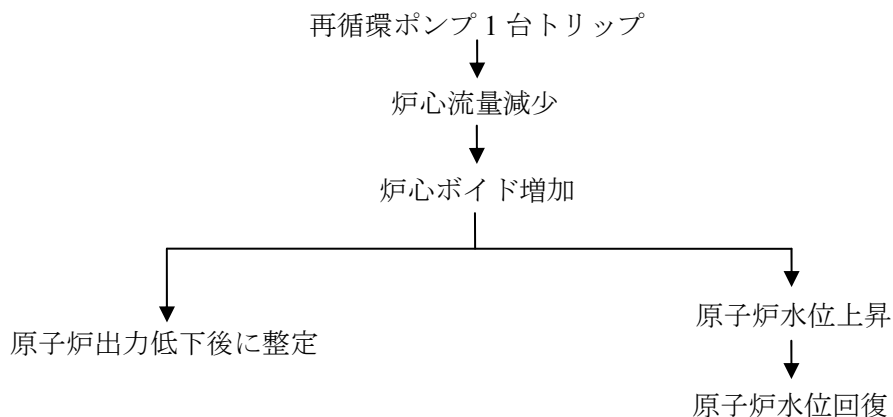 再循環ポンプ 1 台トリップ
炉心流量減少
炉心ボイド増加
原子炉出力低下後に整定
原子炉水位上昇
原子炉水位回復